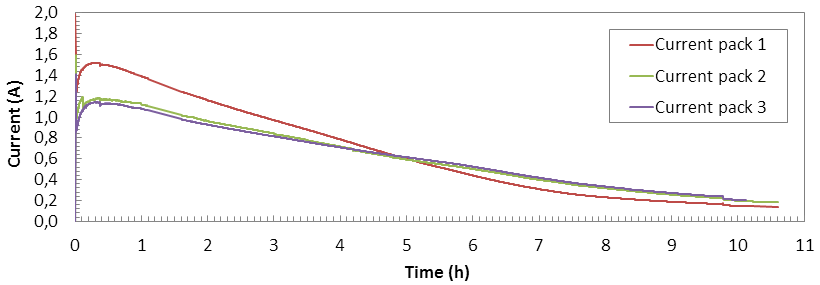 2,0
1,8
1,6
1,4
1,2
1,0
0,8
0,6
0,4
0,2
0,0
Current (A)
Current pack 1
Current pack 2
Current pack 3
0 1 2 3 4 5 6 7 8 9 10 11
Time (h)